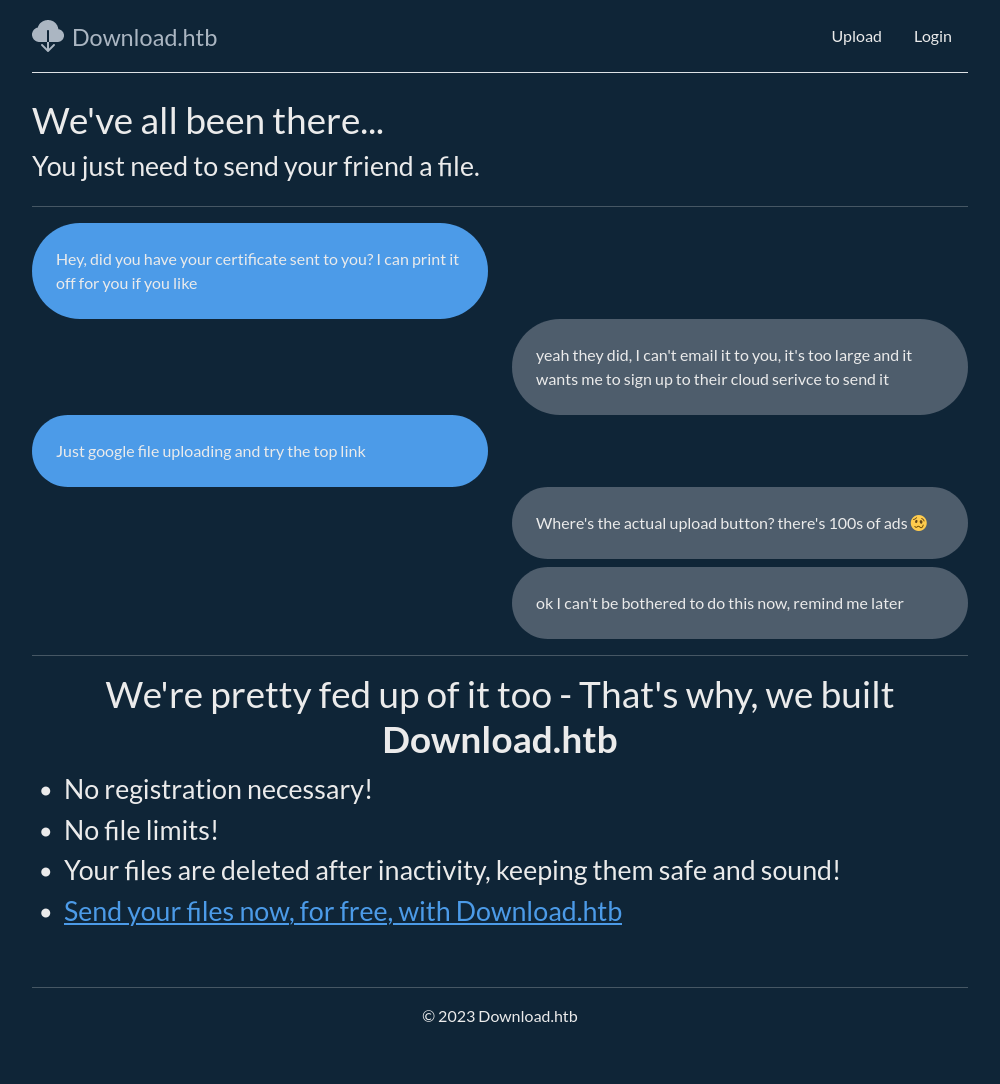 Download.htb
Upload
Login
We've all been there...
You just need to send your friend a file.
Hey, did you have your certificate sent to you? I can print it
off for you if you like
yeah they did, I can't email it to you, it's too large and it
wants me to sign up to their cloud serivce to send it
Just google file uploading and try the top link
Where's the actual upload button? there's 100s of ads 🤨
ok I can't be bothered to do this now, remind me later
We're pretty fed up of it too - That's why, we built
Download.htb
• No registration necessary!
• No file limits!
• Your files are deleted after inactivity, keeping them safe and sound!
• Send your files now, for free, with Download.htb
© 2023 Download.htb